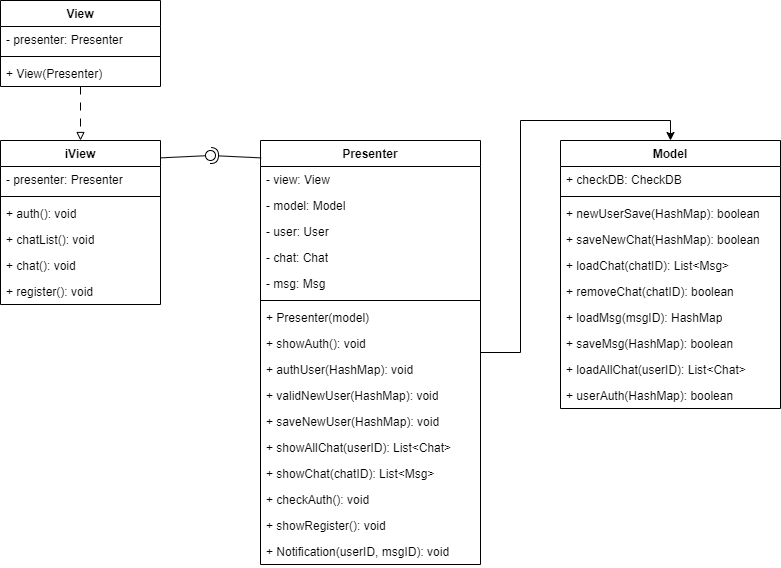 View
- presenter: Presenter
+ View(Presenter)
iView
- presenter: Presenter
+ auth(): void
+ chatList(): void
+ chat(): void
+ register(): void
Presenter
- view: View
- model: Model
- user: User
- chat: Chat
- msg: Msg
+ Presenter(model)
+ showAuth(): void
+ authUser(HashMap): void
+ validNewUser(HashMap): void
+ saveNewUser(HashMap): void
+ showAllChat(userID): List<Chat>
+ showChat(chatID): List<Msg>
+ checkAuth(): void
+ showRegister(): void
+ Notification(userID, msgID): void
Model
+ checkDB: CheckDB
+ newUserSave(HashMap): boolean
+ saveNewChat(HashMap): boolean
+ loadChat(chatID): List<Msg>
+ removeChat(chatID): boolean
+ loadMsg(msgID): HashMap
+ saveMsg(HashMap): boolean
+ loadAllChat(userID): List<Chat>
+ userAuth(HashMap): boolean